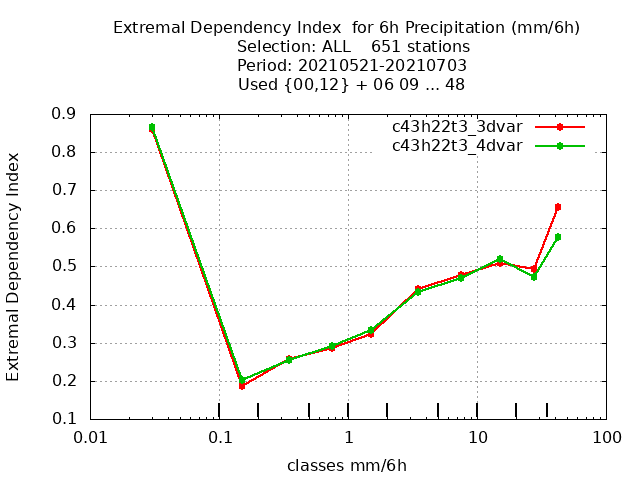 Extremal Dependency Index  for 6h Precipitation (mm/6h)
Selection: ALL    651 stations
Period: 20210521-20210703
Used {00,12} + 06 09 ... 48
c43h22t3_3dvar
c43h22t3_4dvar
Extremal Dependency Index
0.9
0.8
0.7
0.6
0.5
0.4
0.3
0.2
0.1
0.01
0.1
1
10
100
classes mm/6h